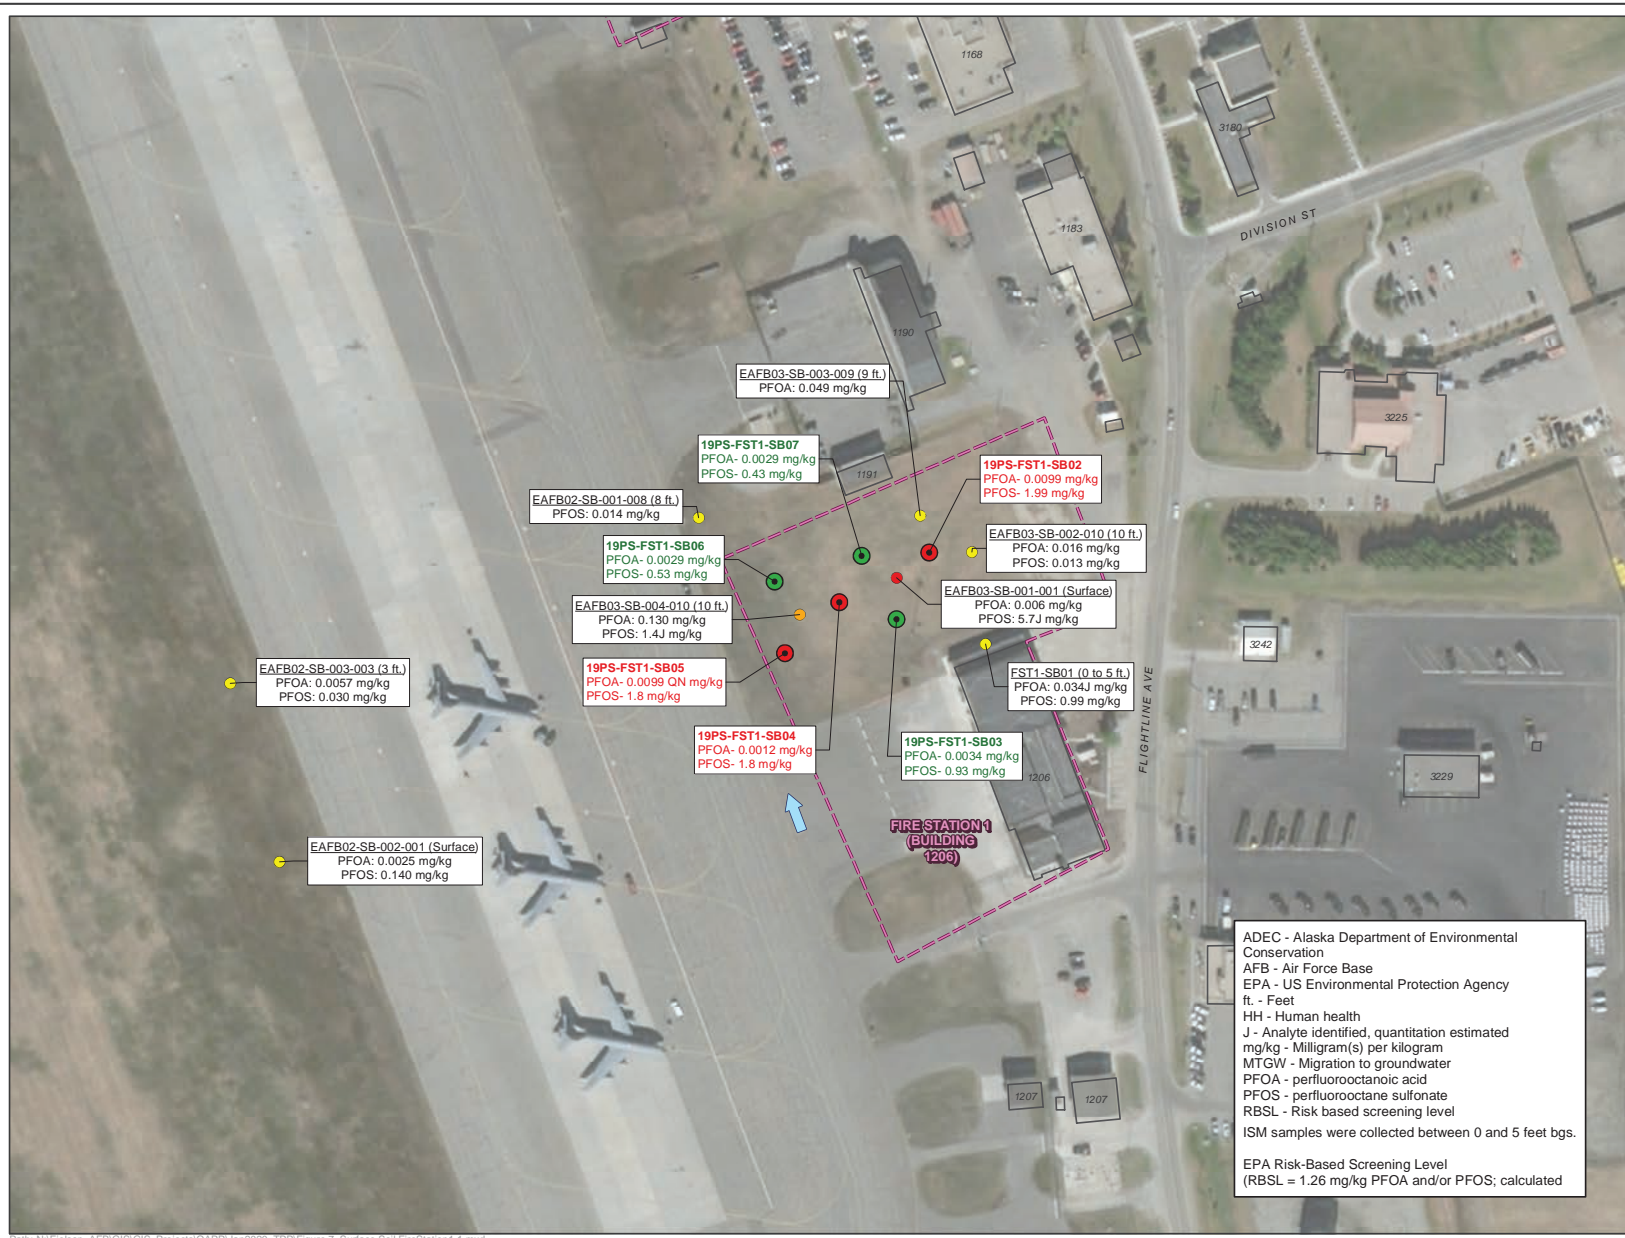 1168
3180
DIVISION ST
1183
1190
EAFB03-SB-003-009 (9 ft.)
PFOA: 0.049 mg/kg
3225
19PS-FST1-SB07
PFOA- 0.0029 mg/kg
PFOS- 0.43 mg/kg
1191
19PS-FST1-SB02
PFOA- 0.0099 mg/kg
PFOS- 1.99 mg/kg
EAFB02-SB-001-008 (8 ft.)
PFOS: 0.014 mg/kg
EAFB03-SB-002-010 (10 ft.)
PFOA: 0.016 mg/kg
PFOS: 0.013 mg/kg
19PS-FST1-SB06
PFOA- 0.0029 mg/kg
PFOS- 0.53 mg/kg
EAFB03-SB-001-001 (Surface)
PFOA: 0.006 mg/kg
PFOS: 5.7J mg/kg
EAFB03-SB-004-010 (10 ft.)
PFOA: 0.130 mg/kg
PFOS: 1.4J mg/kg
3242
EAFB02-SB-003-003 (3 ft.)
PFOA: 0.0057 mg/kg
PFOS: 0.030 mg/kg
19PS-FST1-SB05
PFOA- 0.0099 QN mg/kg
PFOS- 1.8 mg/kg
FST1-SB01 (0 to 5 ft.)
PFOA: 0.034J mg/kg
PFOS: 0.99 mg/kg
FLIGHTLINE AVE
19PS-FST1-SB04
PFOA- 0.0012 mg/kg
PFOS- 1.8 mg/kg
19PS-FST1-SB03
PFOA- 0.0034 mg/kg
PFOS- 0.93 mg/kg
1206
3229
FIRE STATION 1
(BUILDING
1206)
EAFB02-SB-002-001 (Surface)
PFOA: 0.0025 mg/kg
PFOS: 0.140 mg/kg
1207
1207
ADEC - Alaska Department of Environmental
Conservation
AFB - Air Force Base
EPA - US Environmental Protection Agency
ft. - Feet
HH - Human health
J - Analyte identified, quantitation estimated
mg/kg - Milligram(s) per kilogram
MTGW - Migration to groundwater
PFOA - perfluorooctanoic acid
PFOS - perfluorooctane sulfonate
RBSL - Risk based screening level
ISM samples were collected between 0 and 5 feet bgs.
EPA Risk-Based Screening Level
(RBSL = 1.26 mg/kg PFOA and/or PFOS; calculated